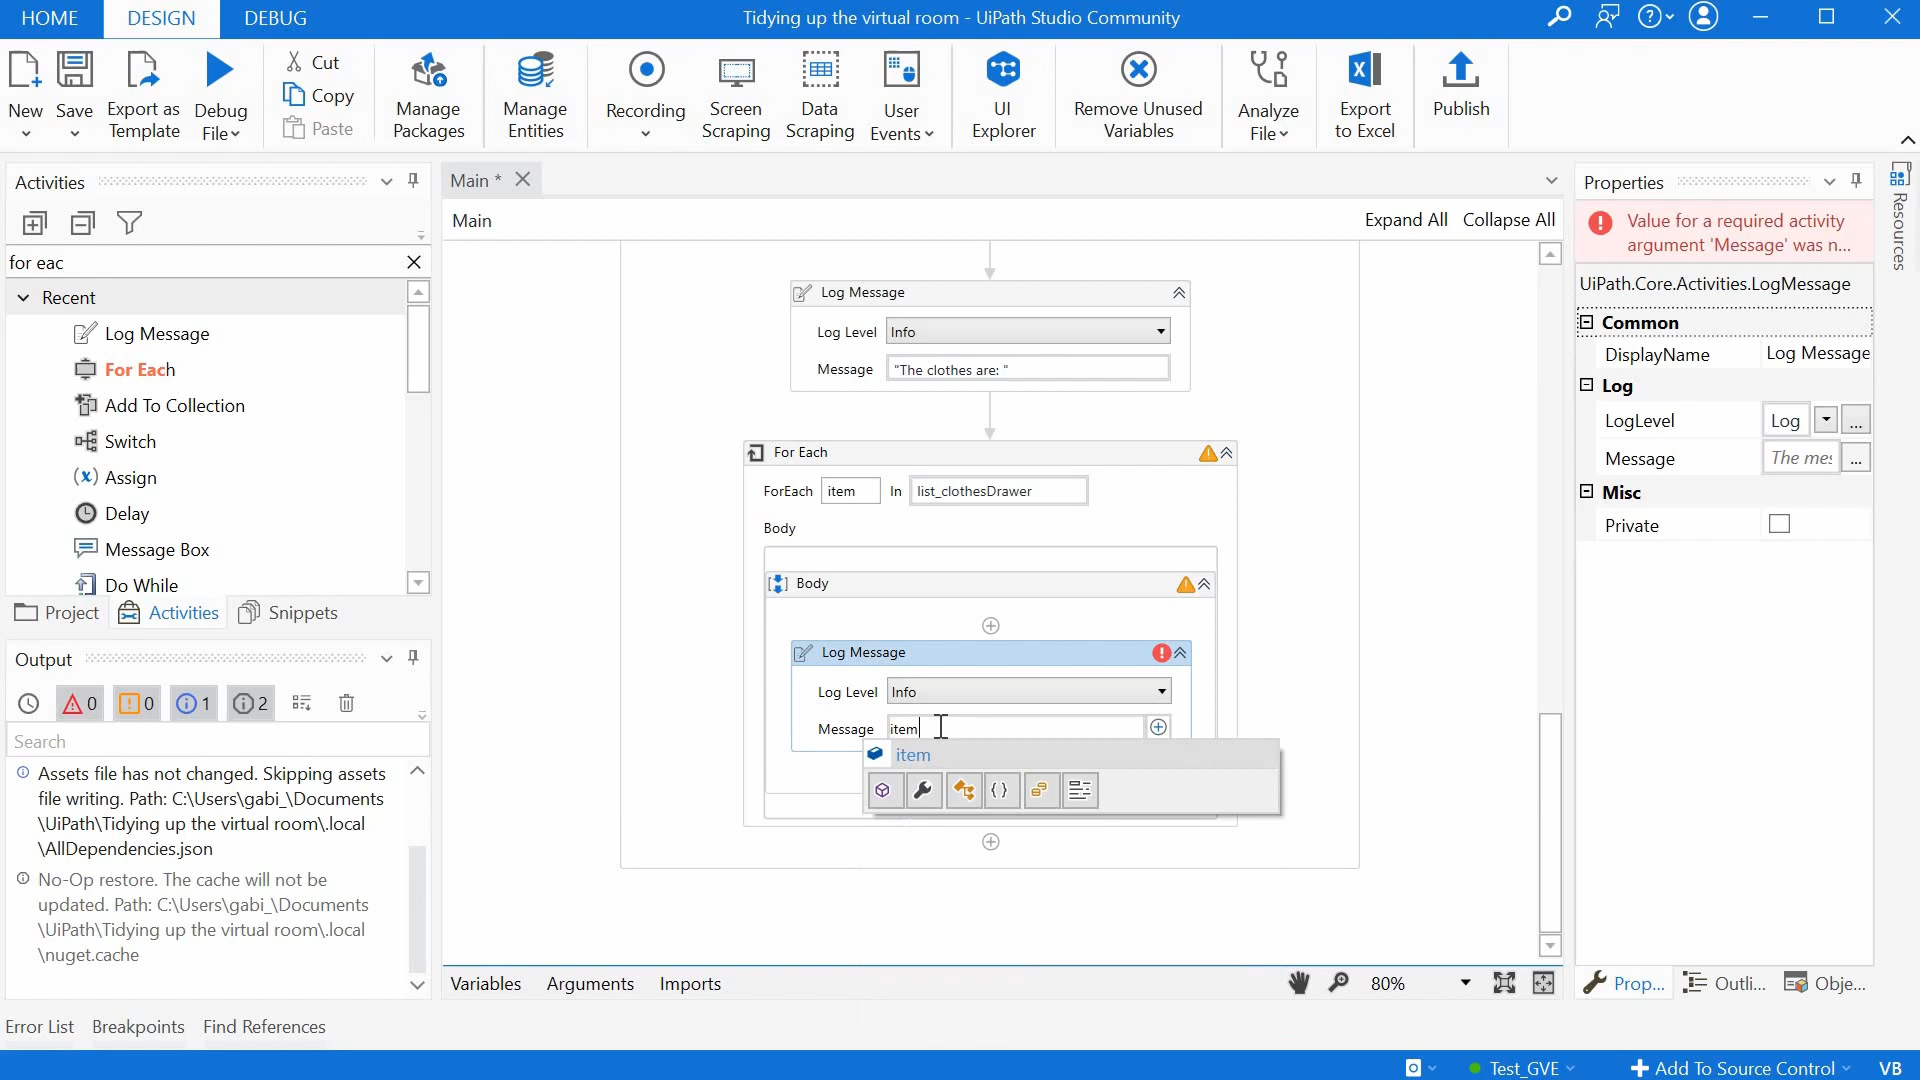 HOME
DESIGN
DEBUG
Tidying up the virtual room - UiPath Studio Community
New
Save
Export as
Template
Debug
File
Cut
Copy
Paste
Manage
Packages
Manage
Entities
Recording
Screen
Scraping
Data
Scraping
User
Events
UI
Explorer
Remove Unused
Variables
Analyze
File
Export
to Excel
Publish
Activities
for eac
Recent
Log Message
For Each
Add To Collection
Switch
Assign
Delay
Message Box
Do While
Project
Activities
Snippets
Output
0
0
1
2
Search
Assets file has not changed. Skipping assets
file writing. Path: C:\Users\gabi_\Documents
\UiPath\Tidying up the virtual room\.local
\AllDependencies.json
No-Op restore. The cache will not be
updated. Path: C:\Users\gabi_\Documents
\UiPath\Tidying up the virtual room\.local
\nuget.cache
Error List
Breakpoints
Find References
Main *
Main
Expand All
Collapse All
Log Message
Log Level
Info
Message
"The clothes are: "
For Each
ForEach
item
In
list_clothesDrawer
Body
Body
Log Message
Log Level
Info
Message
item
item
Variables
Arguments
Imports
80%
Properties
Value for a required activity
argument 'Message' was n...
UiPath.Core.Activities.LogMessage
Common
DisplayName
Log Message
Log
LogLevel
Log
...
Message
The mes
...
Misc
Private
Prop...
Outli...
Obje...
Resources
Test_GVE
Add To Source Control
VB